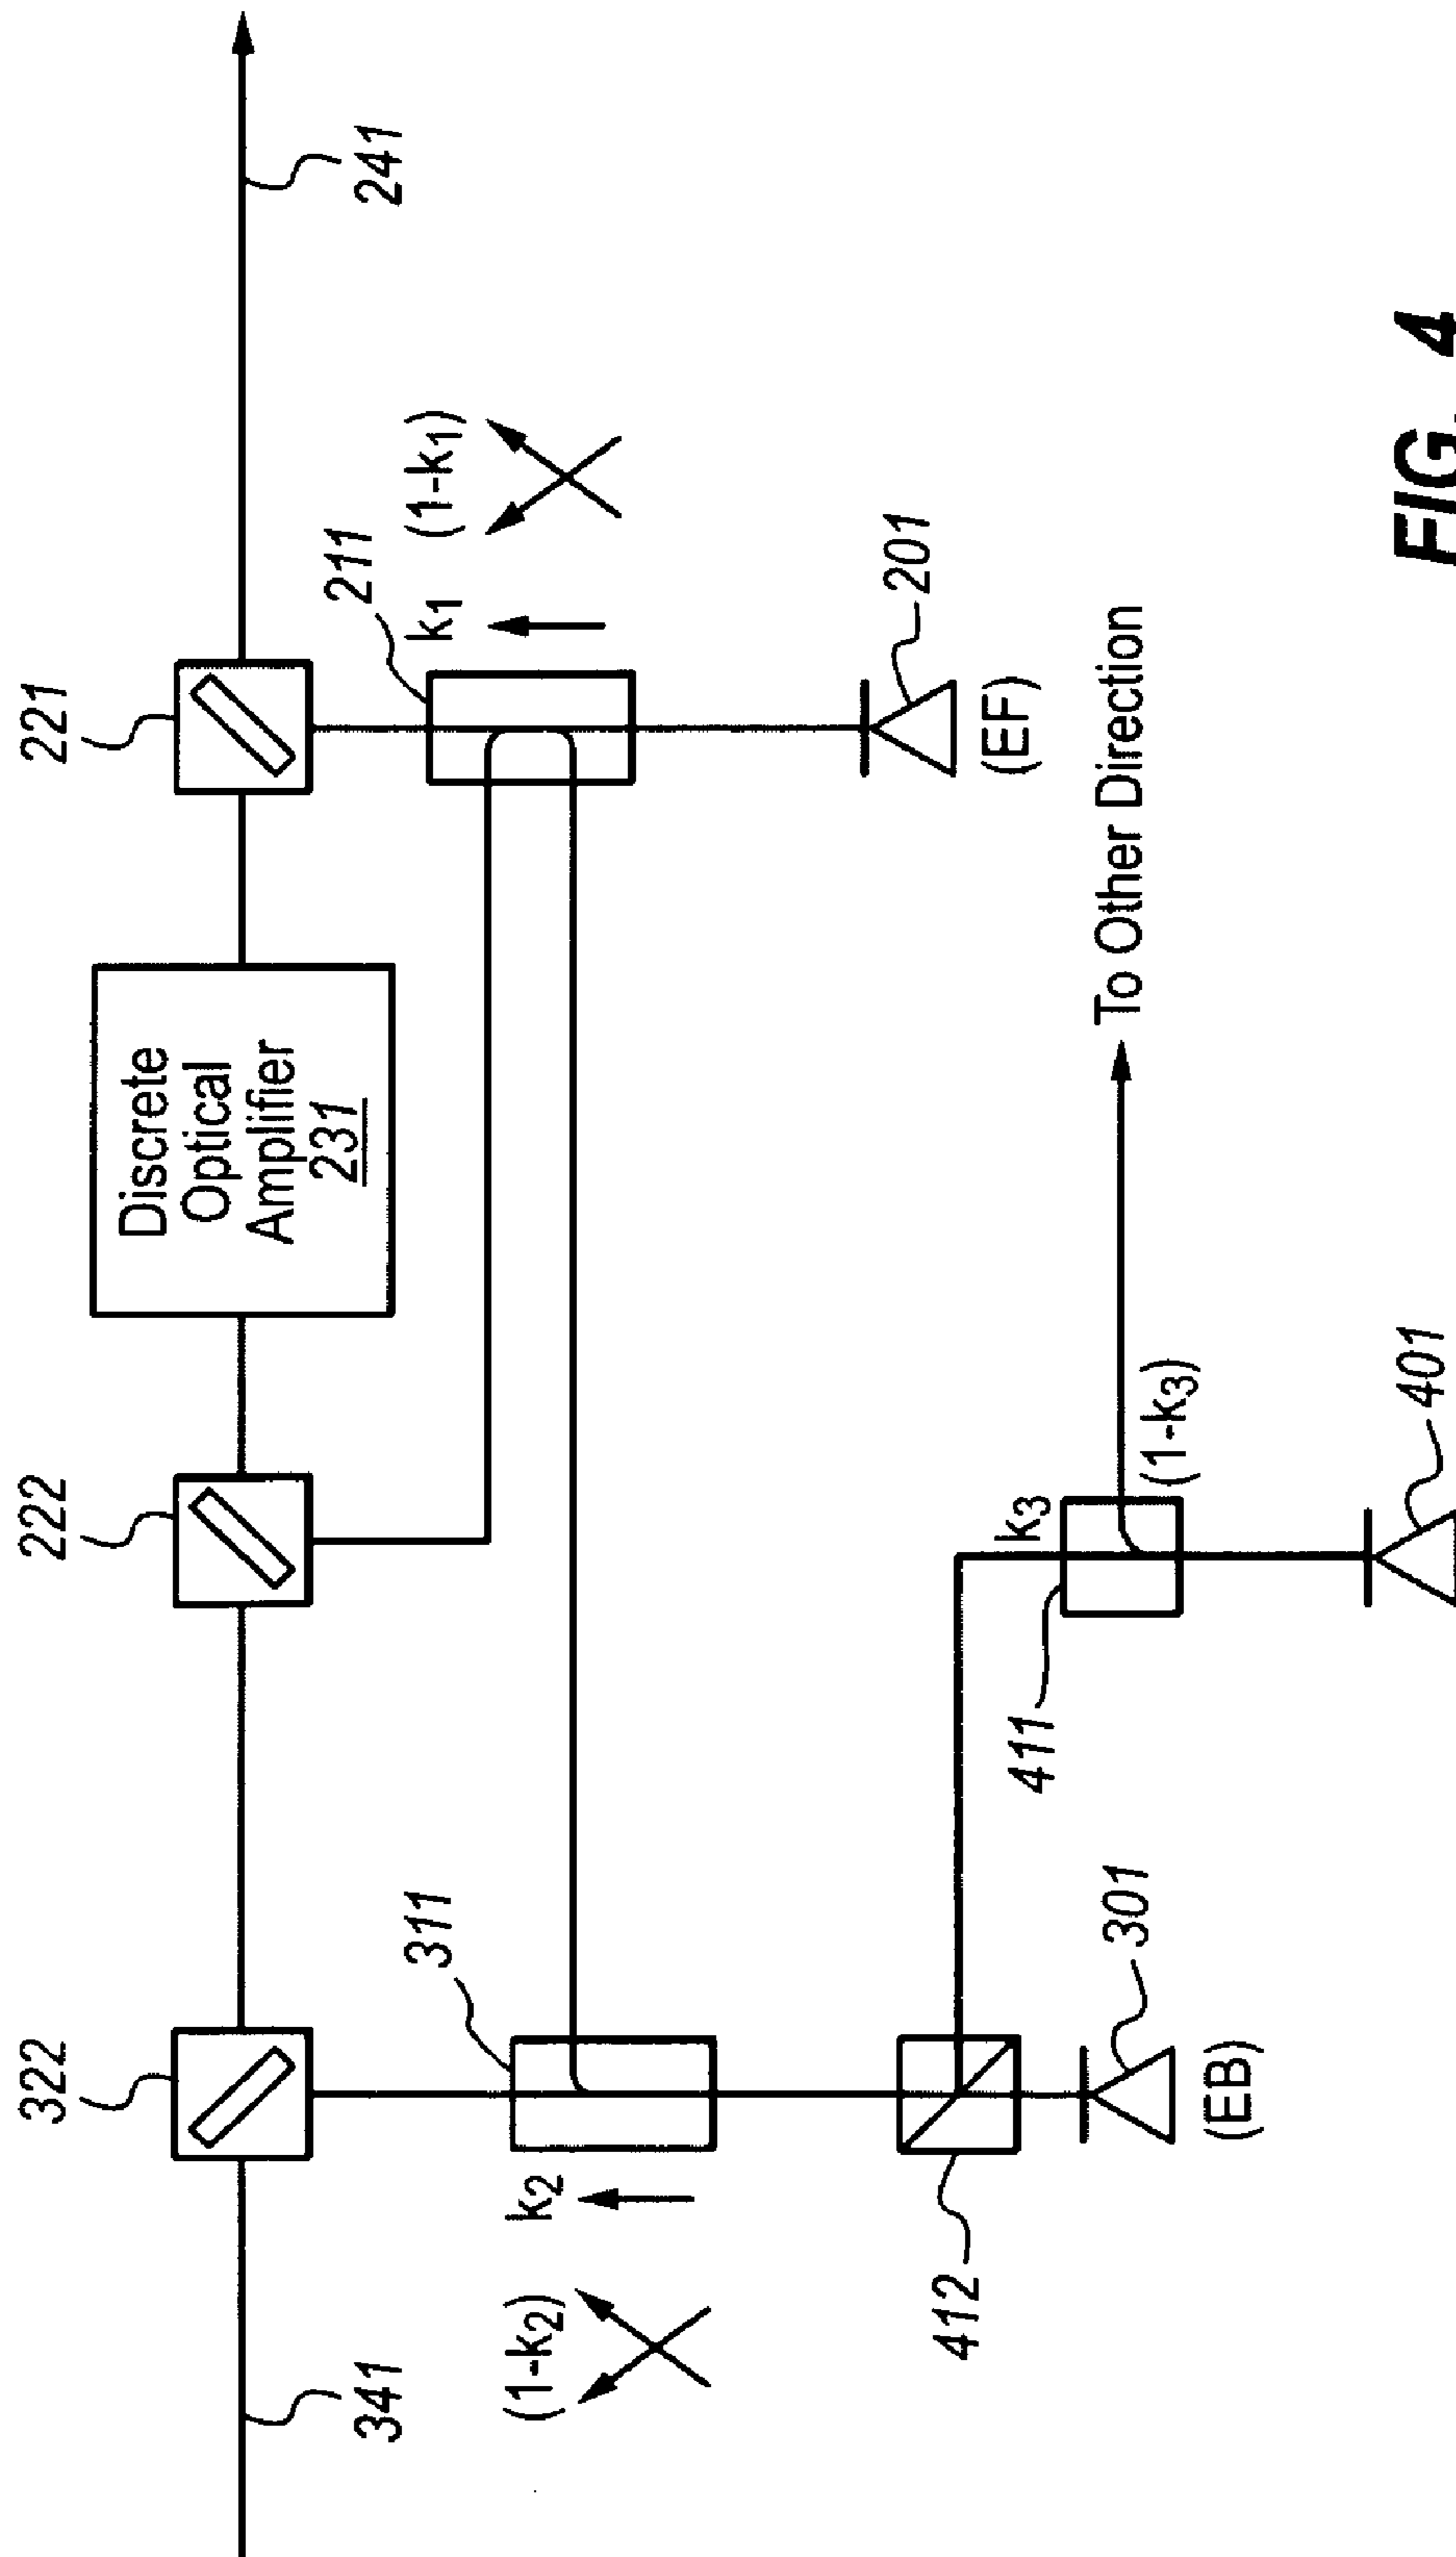 221
222
322
Discrete
Optical
Amplifier
231
241
341
211
k1
(1-k1)
311
k2
(1-k2)
201
(EF)
To Other Direction
k3
(1-k3)
411
412
301
(EB)
401
FIG. 4